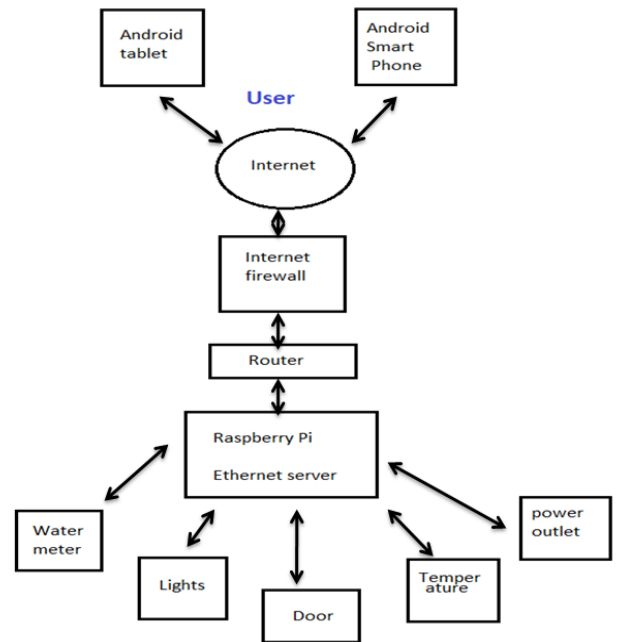 Android
tablet
Android
Smart
Phone
User
Internet
Internet
firewall
Router
Raspberry Pi
Ethernet server
Water
meter
Lights
Door
Temper
ature
power
outlet